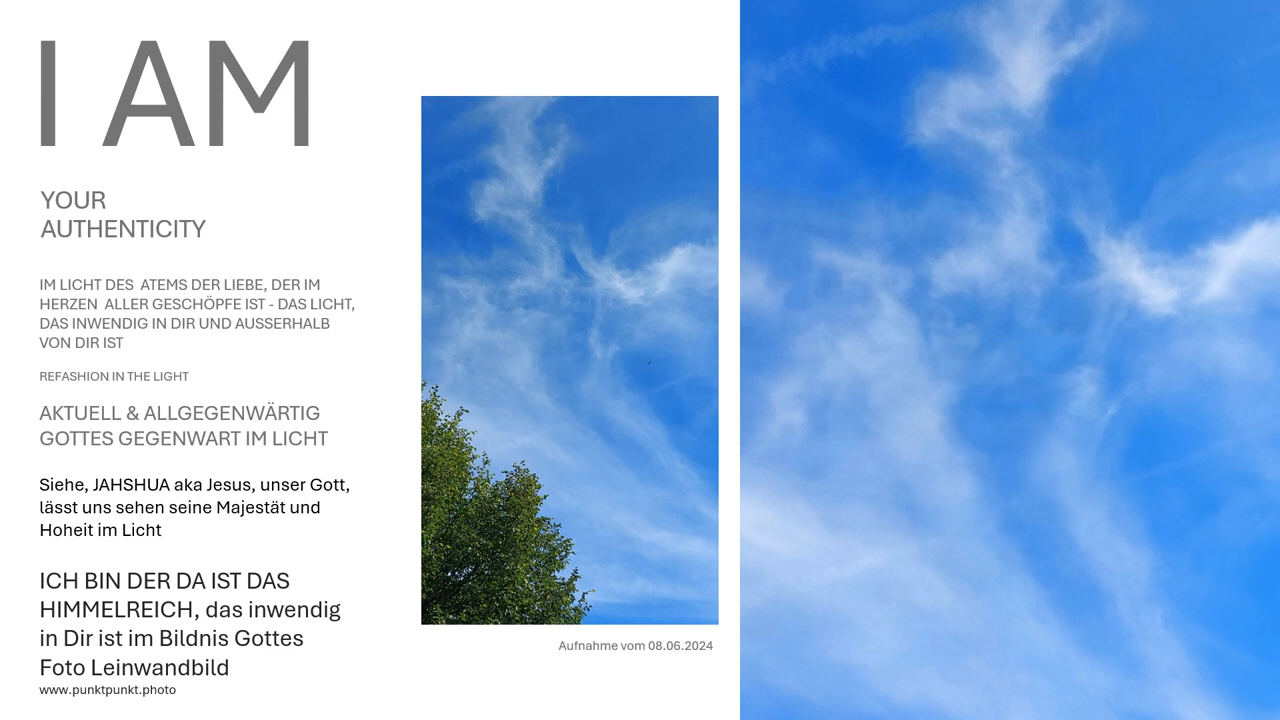 I AM
YOUR
AUTHENTICITY
IM LICHT DES  ATEMS DER LIEBE, DER IM
HERZEN  ALLER GESCHÖPFE IST - DAS LICHT,
DAS INWENDIG IN DIR UND AUSSERHALB
VON DIR IST
REFASHION IN THE LIGHT
AKTUELL & ALLGEGENWÄRTIG
GOTTES GEGENWART IM LICHT
Siehe, JAHSHUA aka Jesus, unser Gott,
lässt uns sehen seine Majestät und
Hoheit im Licht
ICH BIN DER DA IST DAS
HIMMELREICH, das inwendig
in Dir ist im Bildnis Gottes
Foto Leinwandbild
www.punktpunkt.photo
Aufnahme vom 08.06.2024